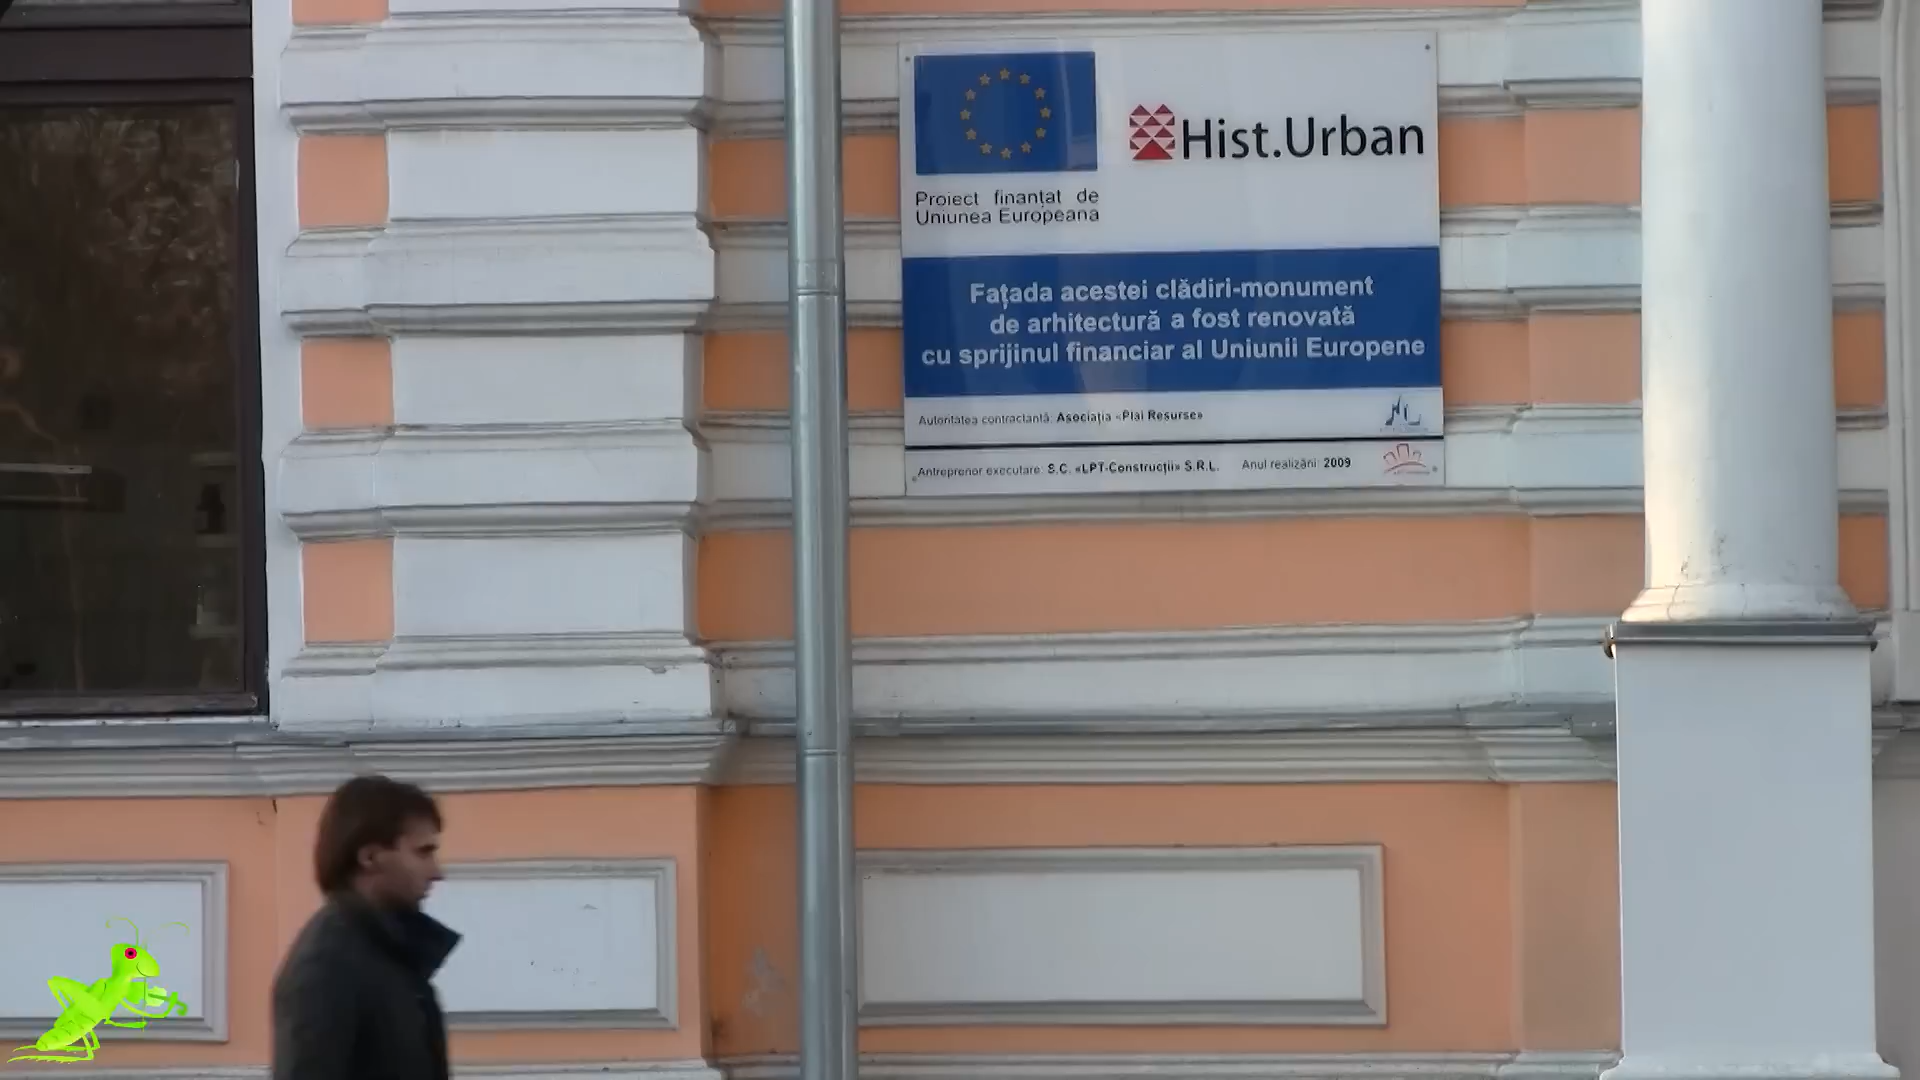 Hist.Urban
Proiect finanțat de
Uniunea Europeana
Fațada acestei clădiri-monument
de arhitectură a fost renovată
cu sprijinul financiar al Uniunii Europene
Autoritatea contractantă: Asociația «Plai Resurse»
Antreprenor executare: S.C. «LPT-Construcții» S.R.L. Anul realizării: 2009